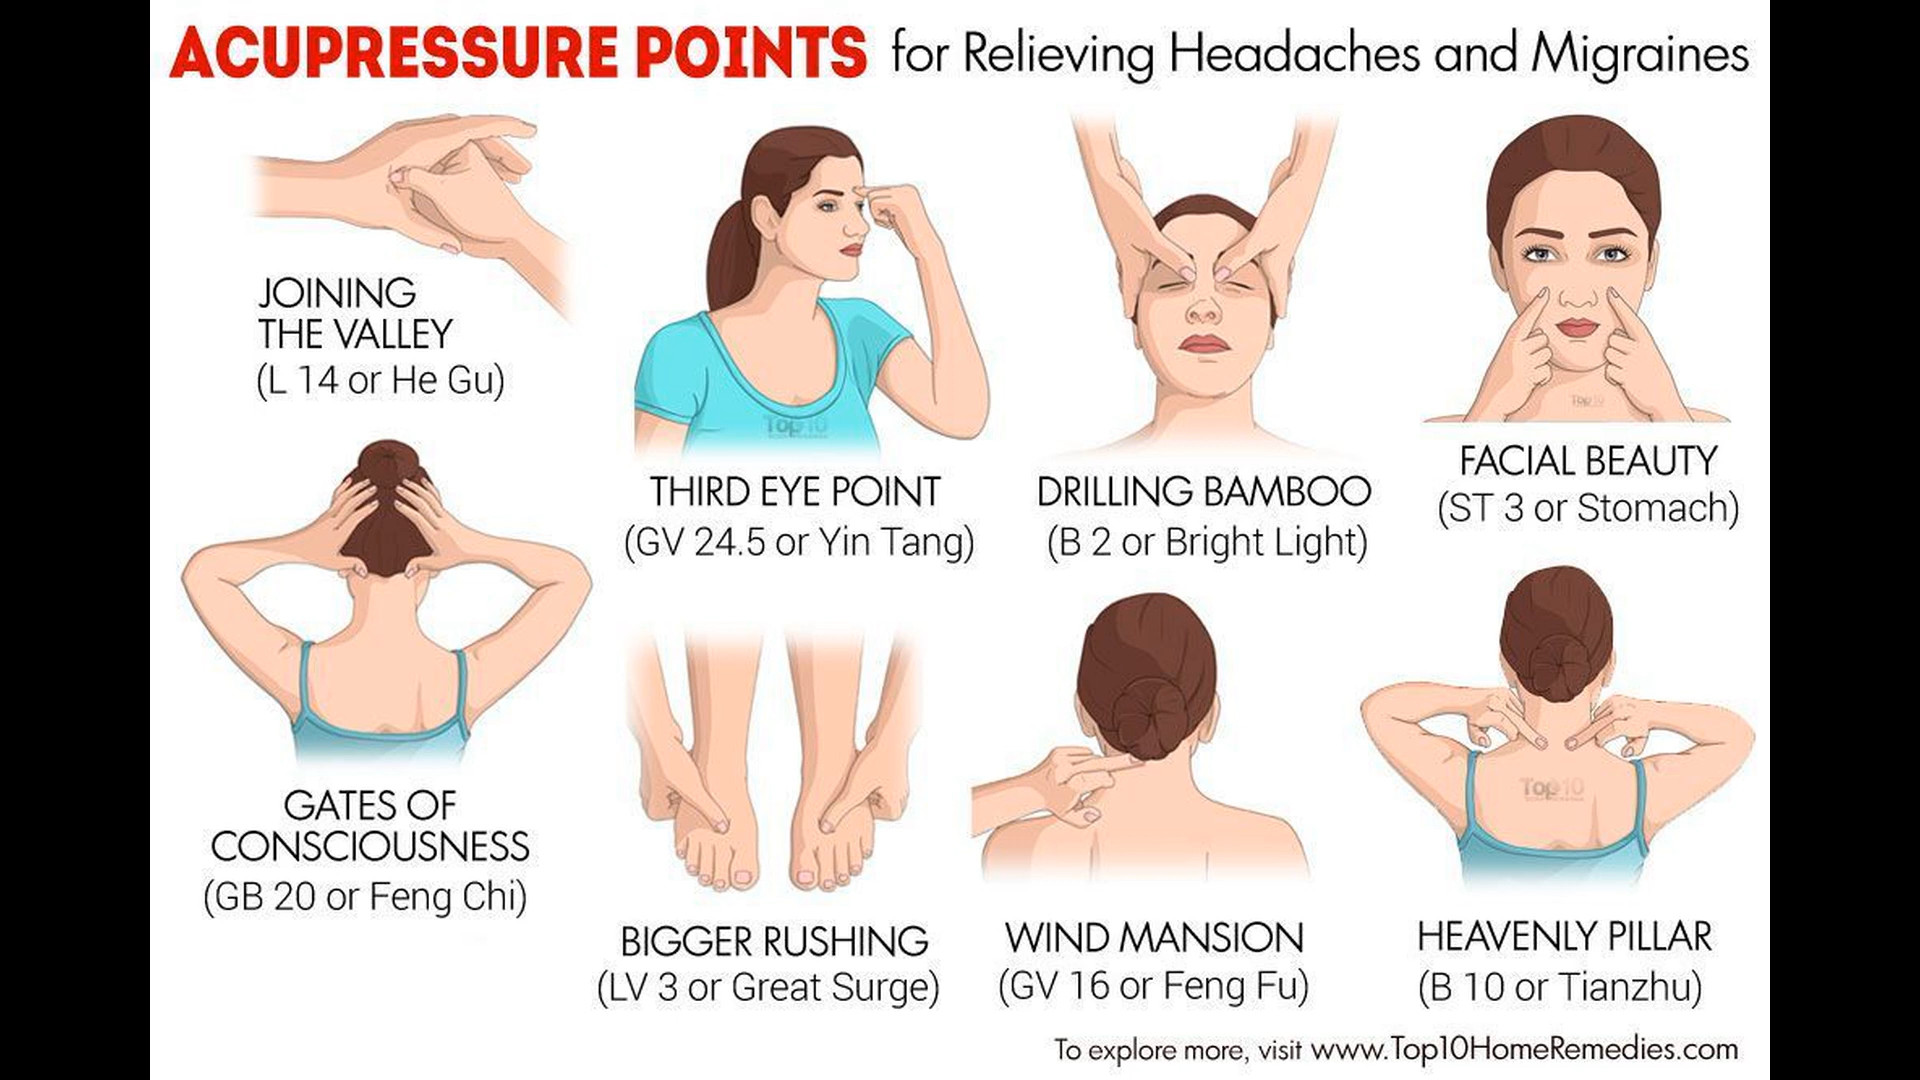 ACUPRESSURE POINTS for Relieving Headaches and Migraines
JOINING
THE VALLEY
(L 14 or He Gu)
THIRD EYE POINT
(GV 24.5 or Yin Tang)
DRILLING BAMBOO
(B 2 or Bright Light)
FACIAL BEAUTY
(ST 3 or Stomach)
GATES OF
CONSCIOUSNESS
(GB 20 or Feng Chi)
BIGGER RUSHING
(LV 3 or Great Surge)
WIND MANSION
(GV 16 or Feng Fu)
HEAVENLY PILLAR
(B 10 or Tianzhu)
Top10
Top10
Top10
To explore more, visit www.Top10HomeRemedies.com